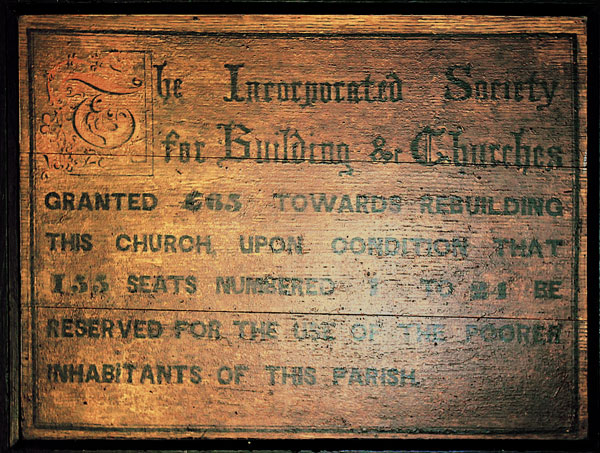 The Incorporated Society
for Building & Churches
GRANTED £65 TOWARDS REBUILDING
THIS CHURCH, UPON CONDITION THAT
155 SEATS NUMBERED 1 TO 24 BE
RESERVED FOR THE USE OF THE POORER
INHABITANTS OF THIS PARISH.